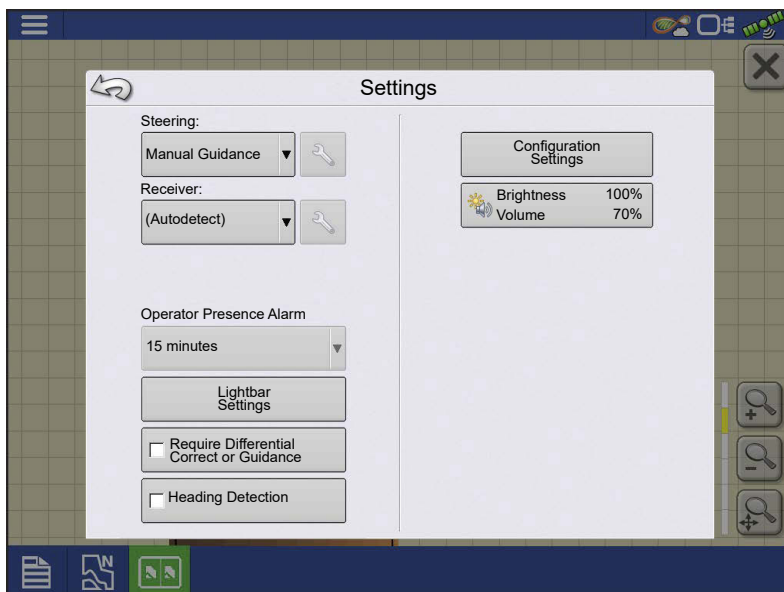 Settings
Steering:
Manual Guidance
Receiver:
(Autodetect)
Operator Presence Alarm
15 minutes
Lightbar
Settings
Require Differential
Correct or Guidance
Heading Detection
Configuration
Settings
Brightness 100%
Volume 70%
N